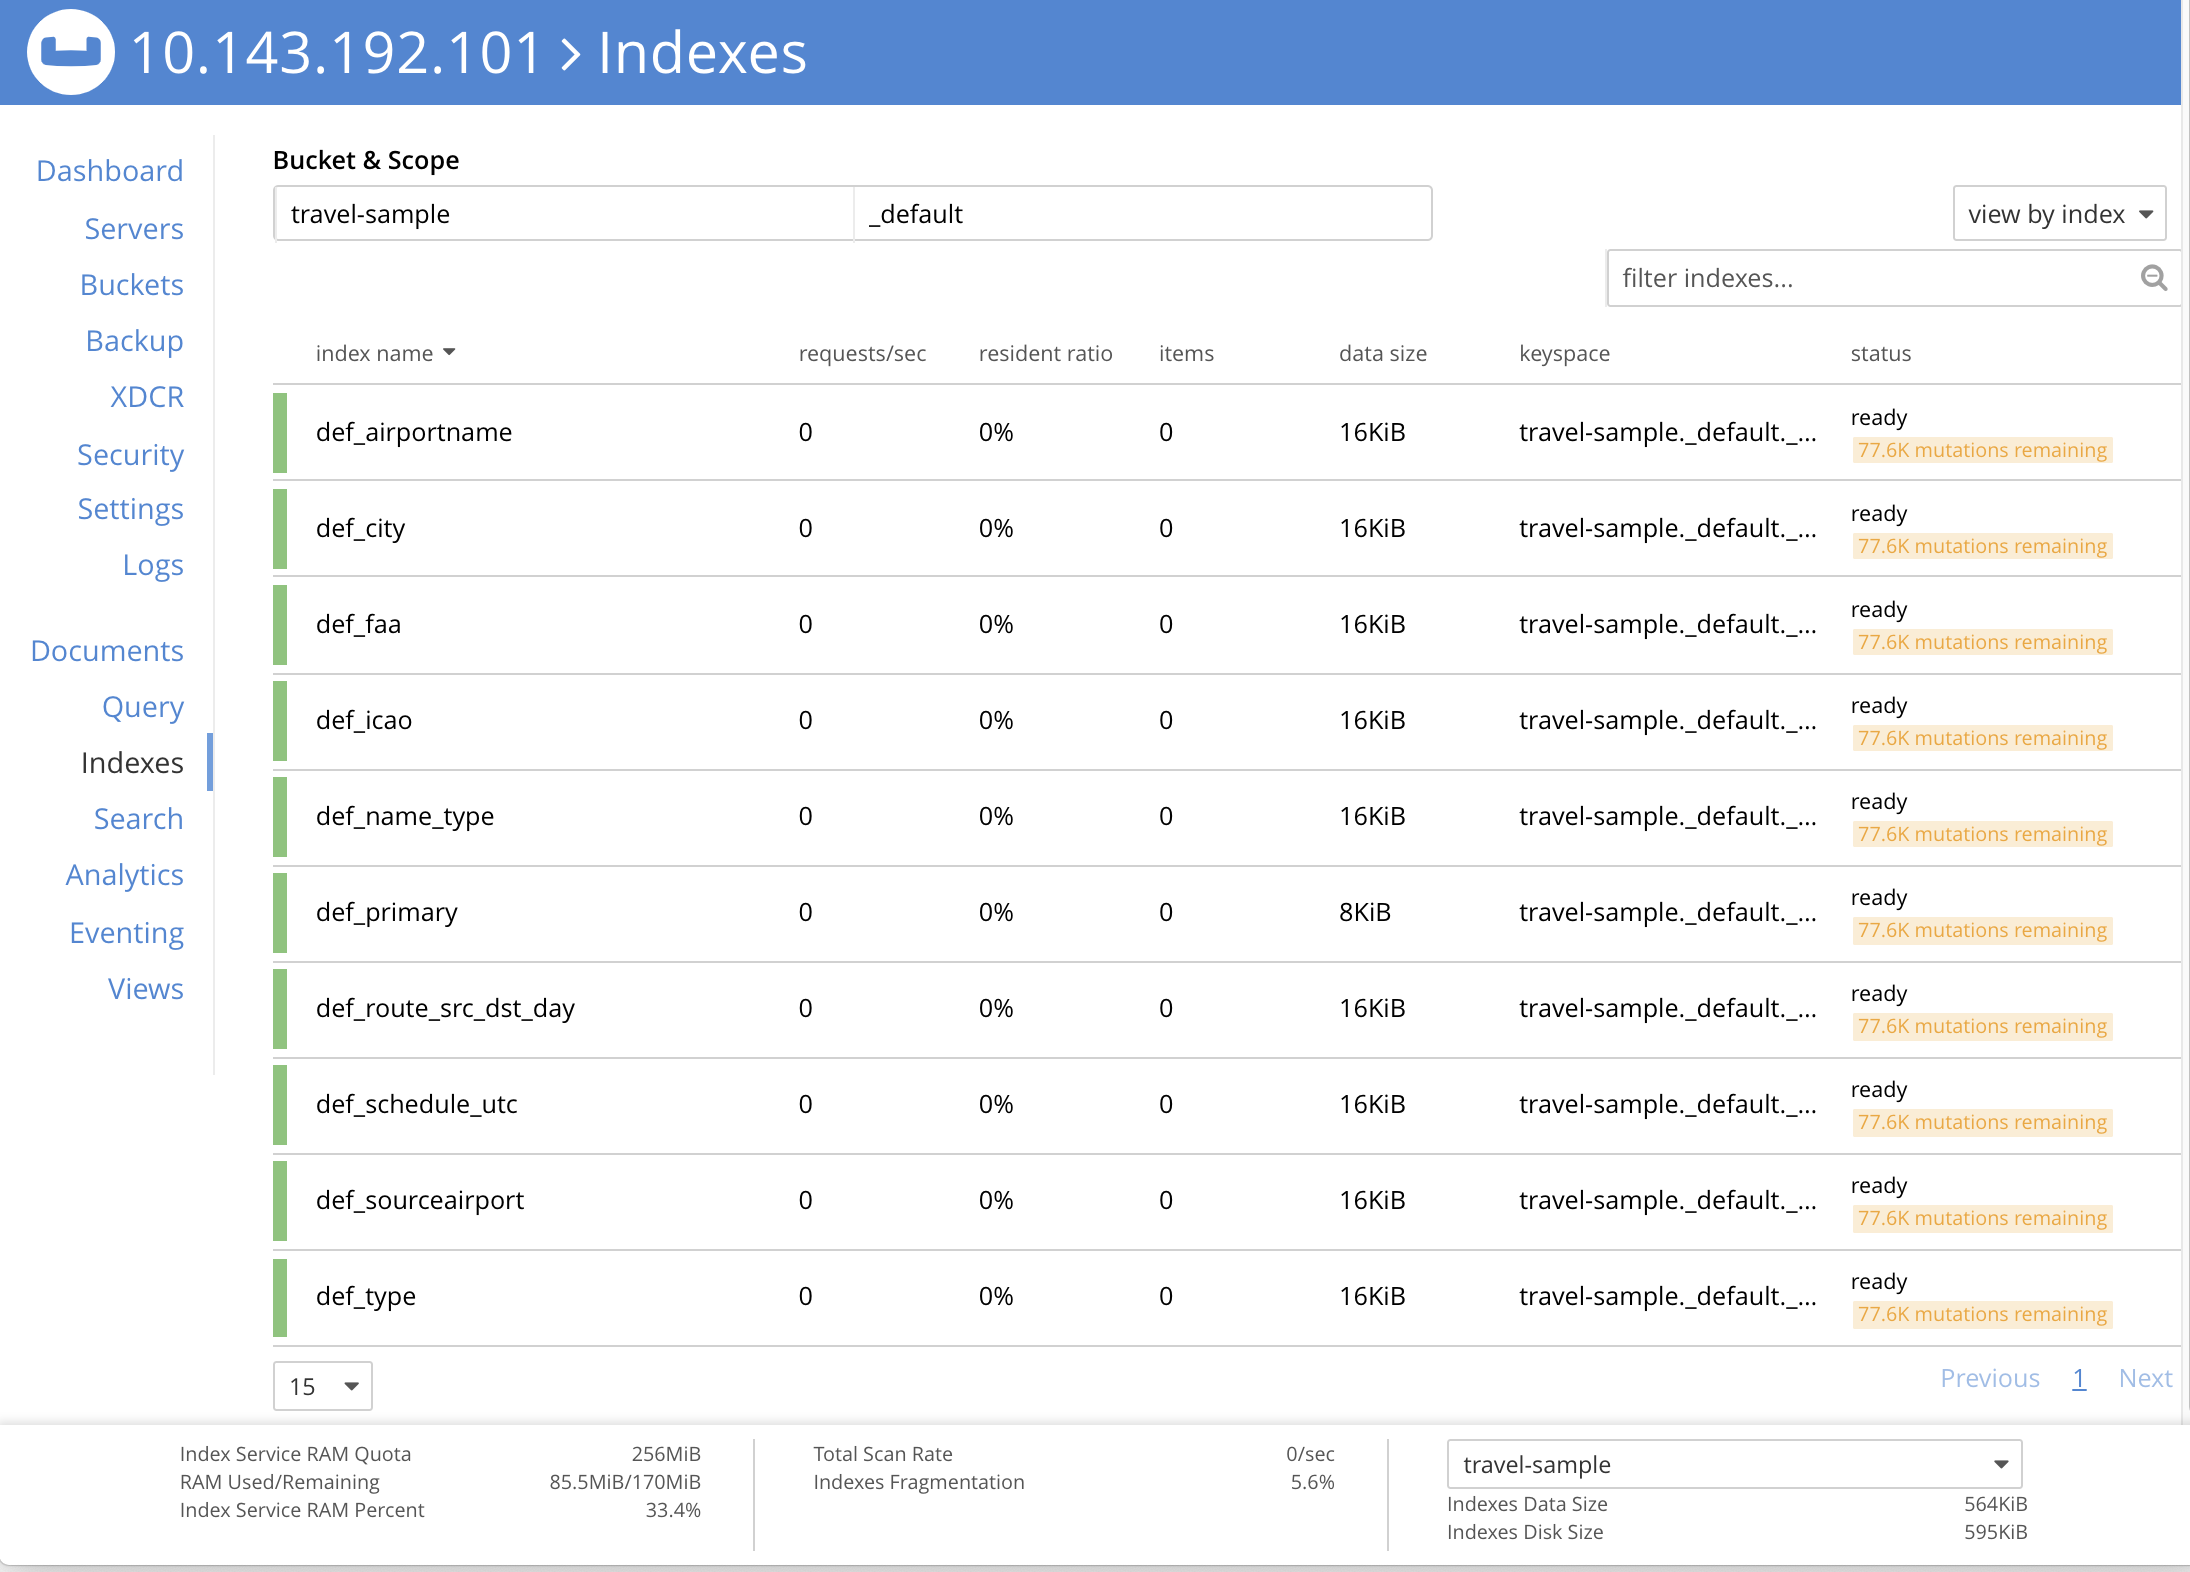 10.143.192.101 > Indexes
Dashboard
Servers
Buckets
Backup
XDCR
Security
Settings
Logs
Documents
Query
Indexes
Search
Analytics
Eventing
Views
Bucket & Scope
travel-sample _default view by index
filter indexes...
index name requests/sec resident ratio items data size keyspace status
def_airportname 0 0% 0 16KiB travel-sample._default._... ready
77.6K mutations remaining
def_city 0 0% 0 16KiB travel-sample._default._... ready
77.6K mutations remaining
def_faa 0 0% 0 16KiB travel-sample._default._... ready
77.6K mutations remaining
def_icao 0 0% 0 16KiB travel-sample._default._... ready
77.6K mutations remaining
def_name_type 0 0% 0 16KiB travel-sample._default._... ready
77.6K mutations remaining
def_primary 0 0% 0 8KiB travel-sample._default._... ready
77.6K mutations remaining
def_route_src_dst_day 0 0% 0 16KiB travel-sample._default._... ready
77.6K mutations remaining
def_schedule_utc 0 0% 0 16KiB travel-sample._default._... ready
77.6K mutations remaining
def_sourceairport 0 0% 0 16KiB travel-sample._default._... ready
77.6K mutations remaining
def_type 0 0% 0 16KiB travel-sample._default._... ready
77.6K mutations remaining
15 Previous 1 Next
Index Service RAM Quota 256MiB
RAM Used/Remaining 85.5MiB/170MiB
Index Service RAM Percent 33.4%
Total Scan Rate 0/sec
Indexes Fragmentation 5.6%
travel-sample
Indexes Data Size 564KiB
Indexes Disk Size 595KiB